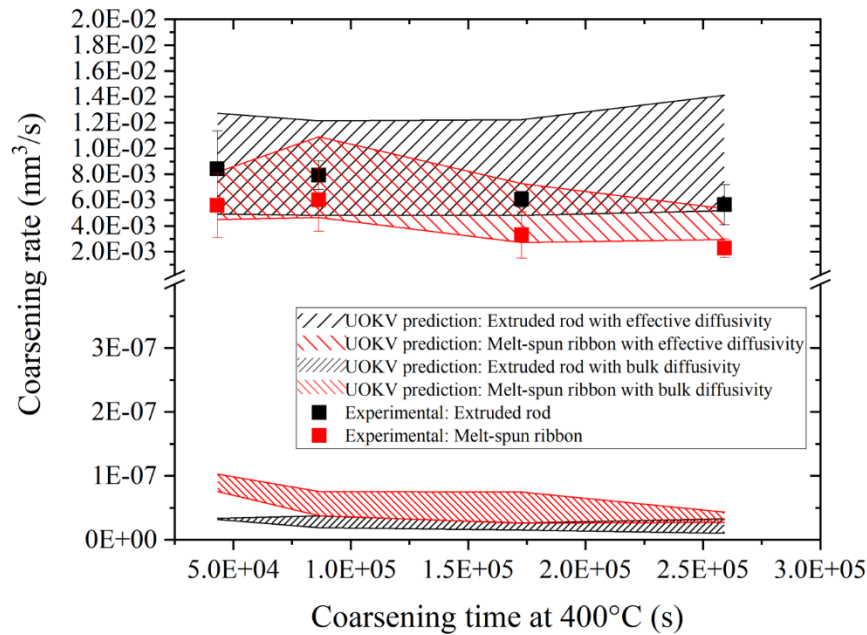 2.0E-02
1.8E-02
1.6E-02
1.4E-02
1.2E-02
1.0E-02
8.0E-03
6.0E-03
4.0E-03
2.0E-03
3E-07
2E-07
1E-07
0E+00
Coarsening rate (nm³/s)
UOKV prediction: Extruded rod with effective diffusivity
UOKV prediction: Melt-spun ribbon with effective diffusivity
UOKV prediction: Extruded rod with bulk diffusivity
UOKV prediction: Melt-spun ribbon with bulk diffusivity
Experimental: Extruded rod
Experimental: Melt-spun ribbon
5.0E+04 1.0E+05 1.5E+05 2.0E+05 2.5E+05 3.0E+05
Coarsening time at 400°C (s)